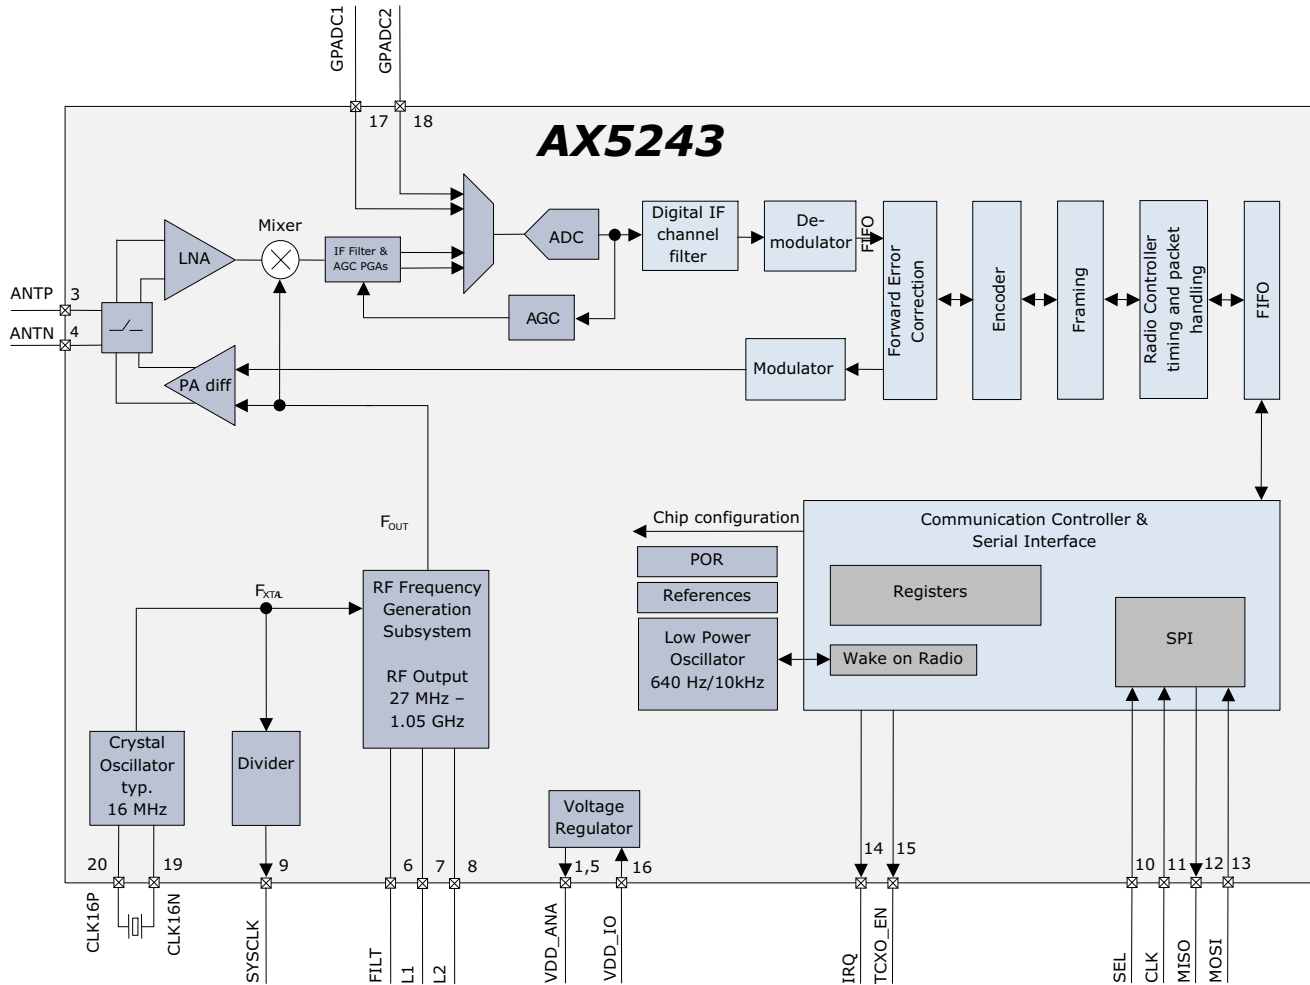 GPADC1
GPADC2
17
18
AX5243
Mixer
LNA
IF Filter &
AGC PGAs
ADC
AGC
Digital IF
channel
filter
De-
modulator
FIFO
Forward Error
Correction
Encoder
Framing
Radio Controller
timing and packet
handling
FIFO
ANTP
3
ANTN
4
PA diff
Modulator
FOUT
FXTAL
RF Frequency
Generation
Subsystem
RF Output
27 MHz –
1.05 GHz
Chip configuration
POR
References
Low Power
Oscillator
640 Hz/10kHz
Communication Controller &
Serial Interface
Registers
Wake on Radio
SPI
Crystal
Oscillator
typ.
16 MHz
Divider
Voltage
Regulator
20
19
9
6
7
8
1,5
16
14
15
10
11
12
13
CLK16P
CLK16N
SYSCLK
FILT
L1
L2
VDD_ANA
VDD_IO
IRQ
TCXO_EN
SEL
CLK
MISO
MOSI